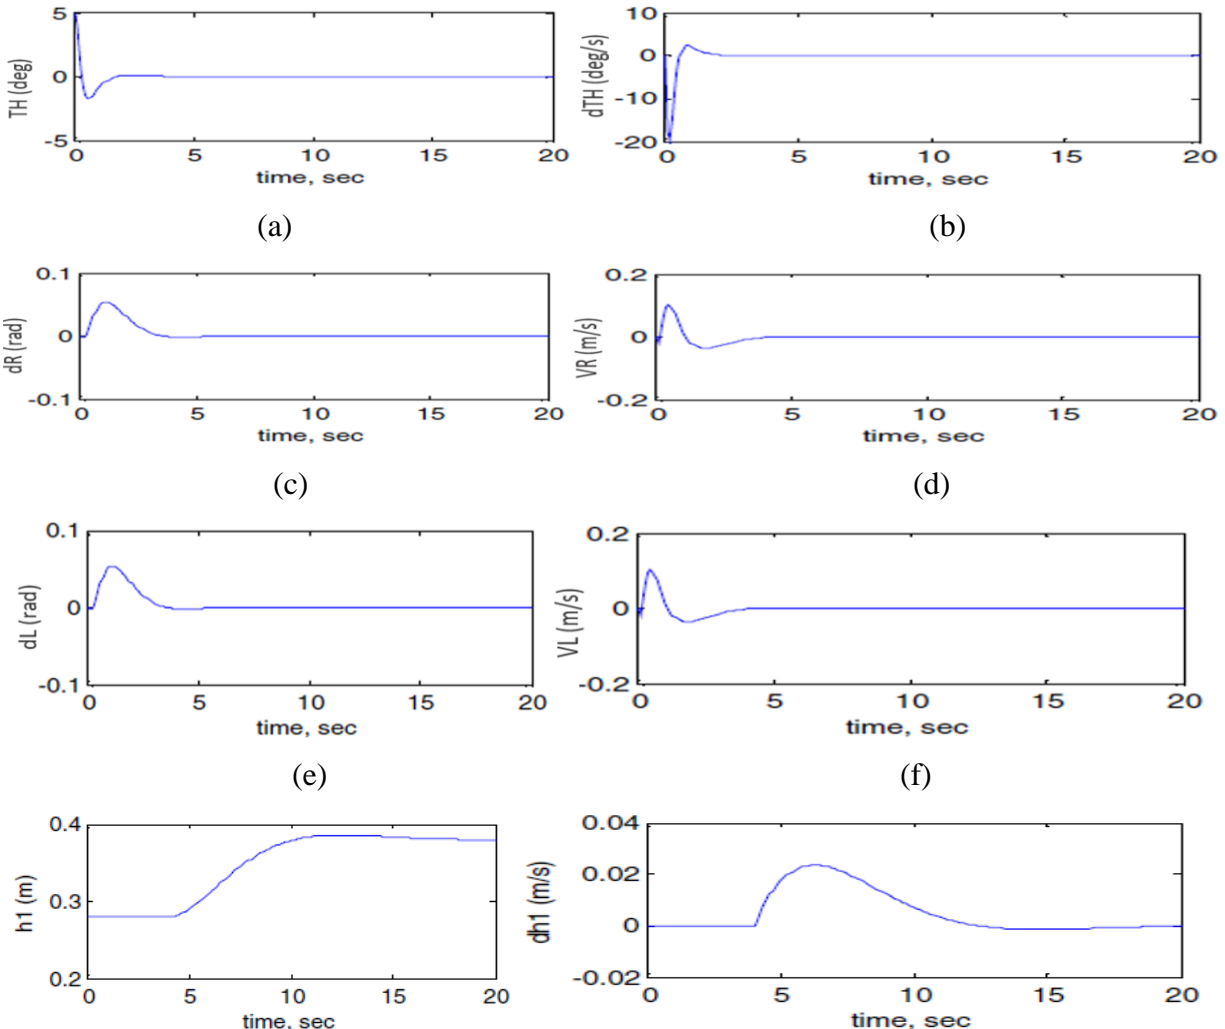 5
0
-5
TH (deg)
0 5 10 15 20
time, sec
(a)
10
0
-10
-20
dTH (deg/s)
0 5 10 15 20
time, sec
(b)
0.1
0
-0.1
dR (rad)
0 5 10 15 20
time, sec
(c)
0.2
0
-0.2
VR (m/s)
0 5 10 15 20
time, sec
(d)
0.1
0
-0.1
dL (rad)
0 5 10 15 20
time, sec
(e)
0.2
0
-0.2
VL (m/s)
0 5 10 15 20
time, sec
(f)
0.4
0.3
0.2
h1 (m)
0 5 10 15 20
time, sec
0.04
0.02
0
-0.02
dh1 (m/s)
0 5 10 15 20
time, sec